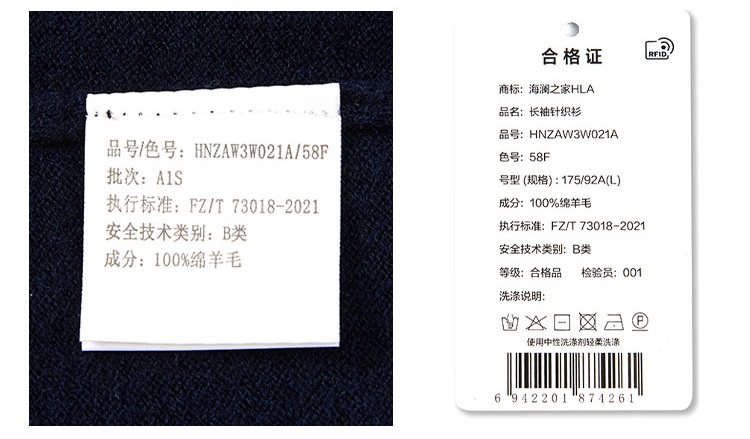 品号/色号: HNZAW3W021A/58F
批次: A1S
执行标准: FZ/T 73018-2021
安全技术类别: B类
成分: 100%绵羊毛
合格证
RFID
商标: 海澜之家HLA
品名: 长袖针织衫
品号: HNZAW3W021A
色号: 58F
号型 (规格) : 175/92A(L)
成分: 100%绵羊毛
执行标准: FZ/T 73018-2021
安全技术类别: B类
等级: 合格品 检验员: 001
洗涤说明:
P
使用中性洗涤剂轻柔洗涤
6 942201 874261